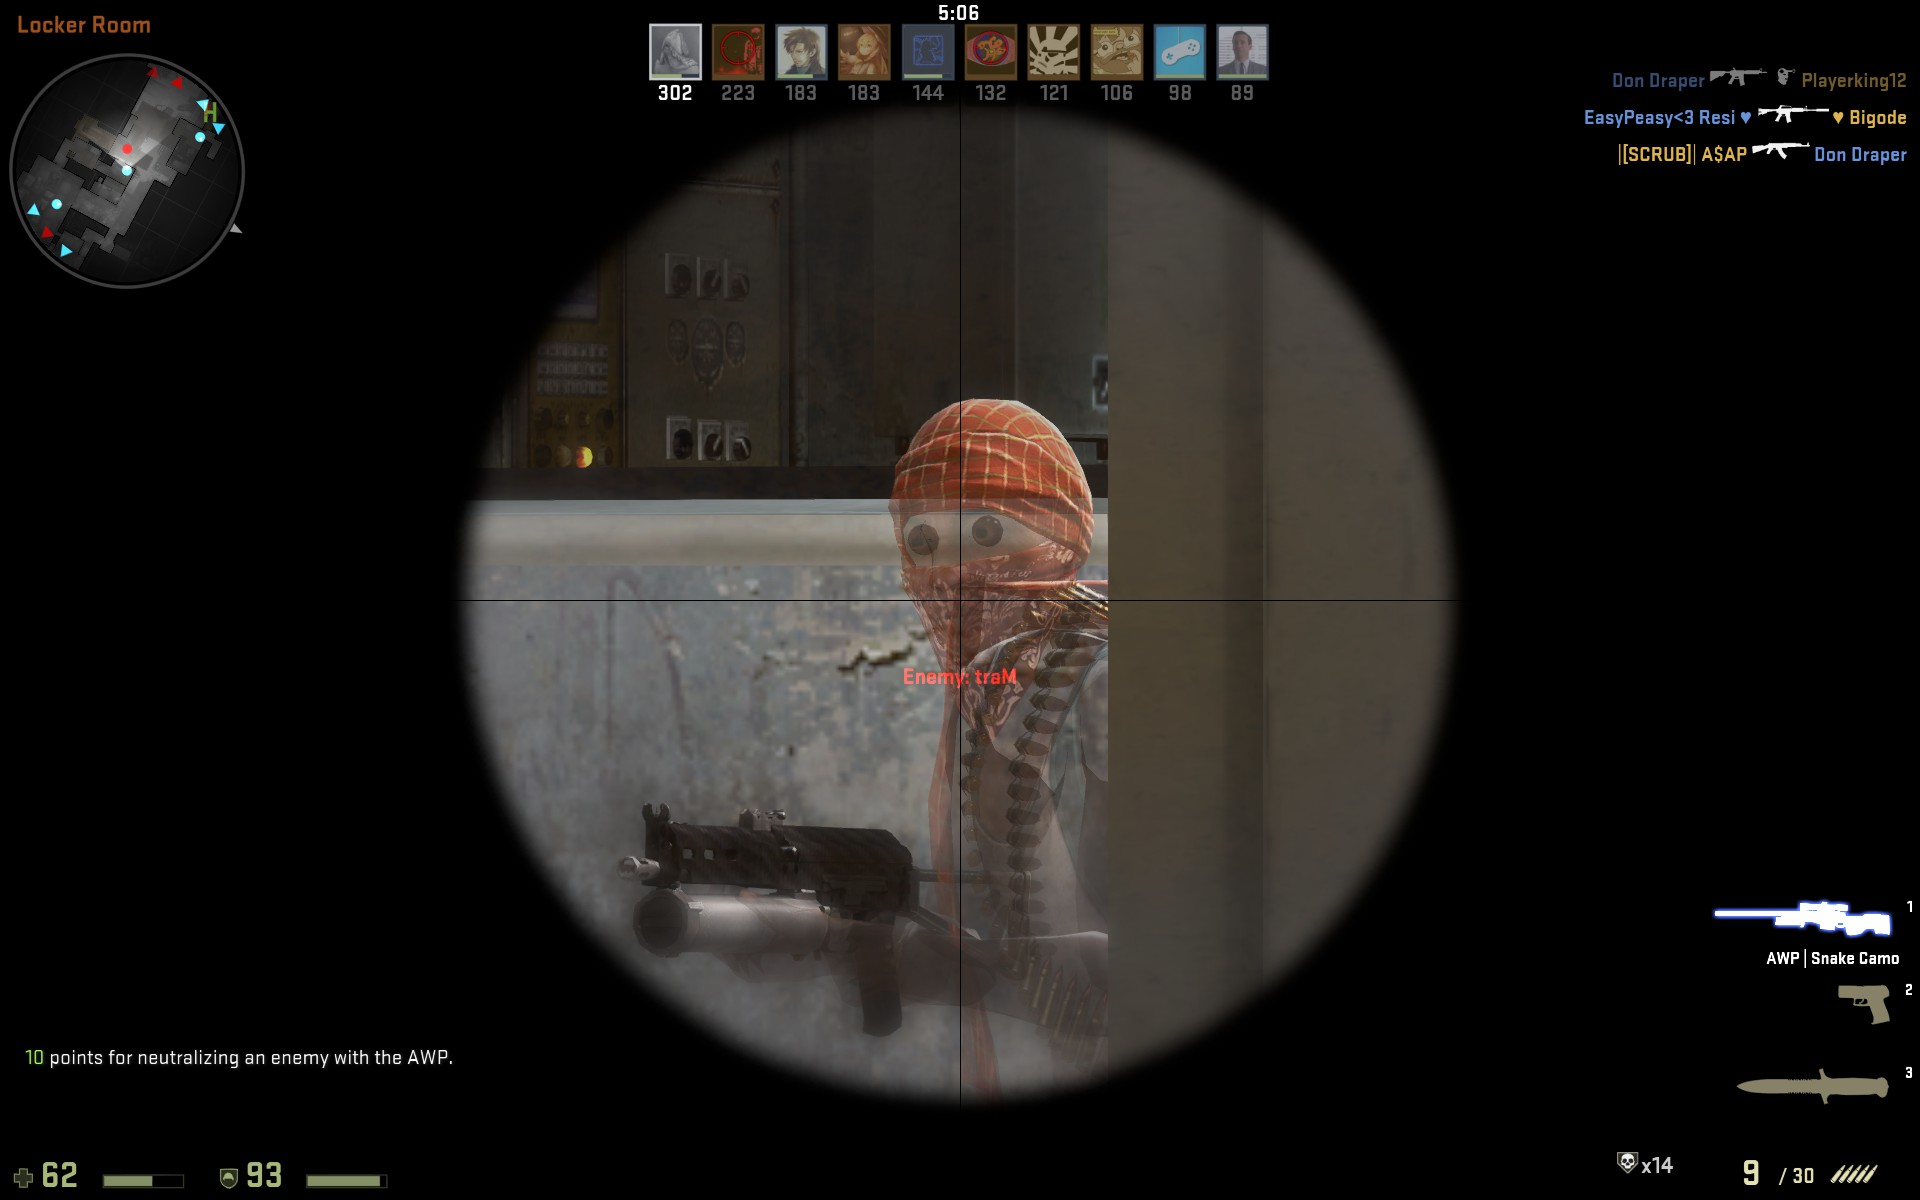 Locker Room
5:06
302 223 183 183 144 132 121 106 98 89
H
Don Draper Playerking12
EasyPeasy<3 Resi ♥ ♥ Bigode
|[SCRUB]| A$AP Don Draper
Enemy: traM
1
AWP | Snake Camo
2
3
10 points for neutralizing an enemy with the AWP.
62 93
x14 9 / 30